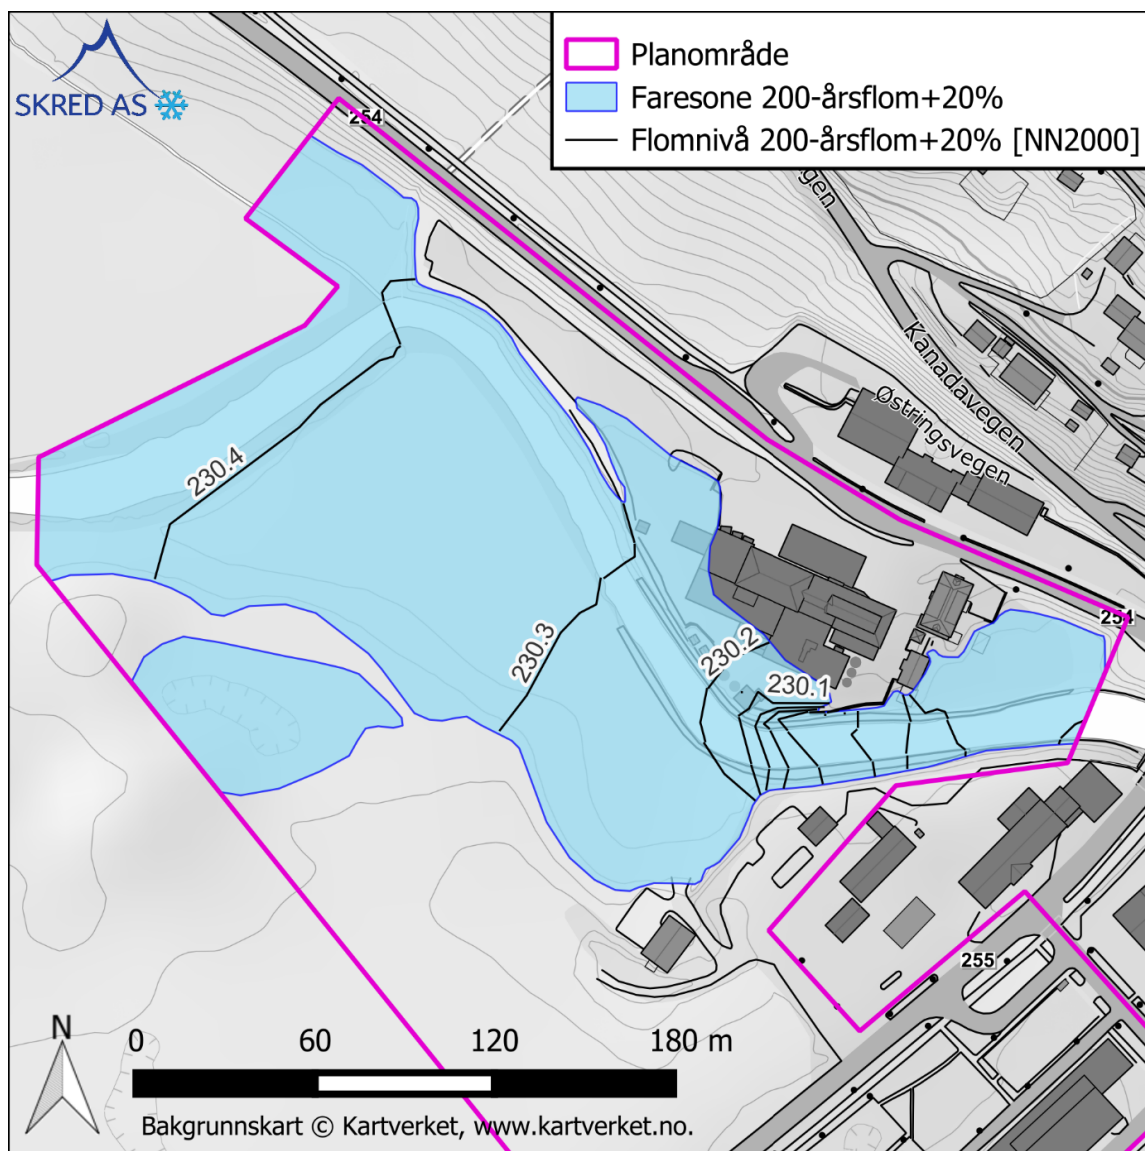 SKRED AS
Planområde
Faresone 200-årsflom+20%
Flomnivå 200-årsflom+20% [NN2000]
254
vegen
Kanadavegen
Østringsvegen
230.4
254
230.3
230.2
230.1
255
N
0 60 120 180 m
Bakgrunnskart © Kartverket, www.kartverket.no.